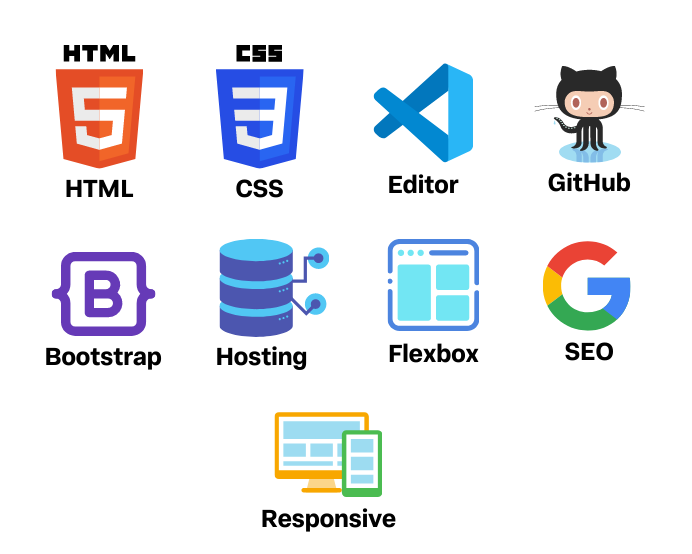 HTML
CSS
HTML
CSS
Editor
GitHub
B
Bootstrap
Hosting
Flexbox
G
SEO
Responsive